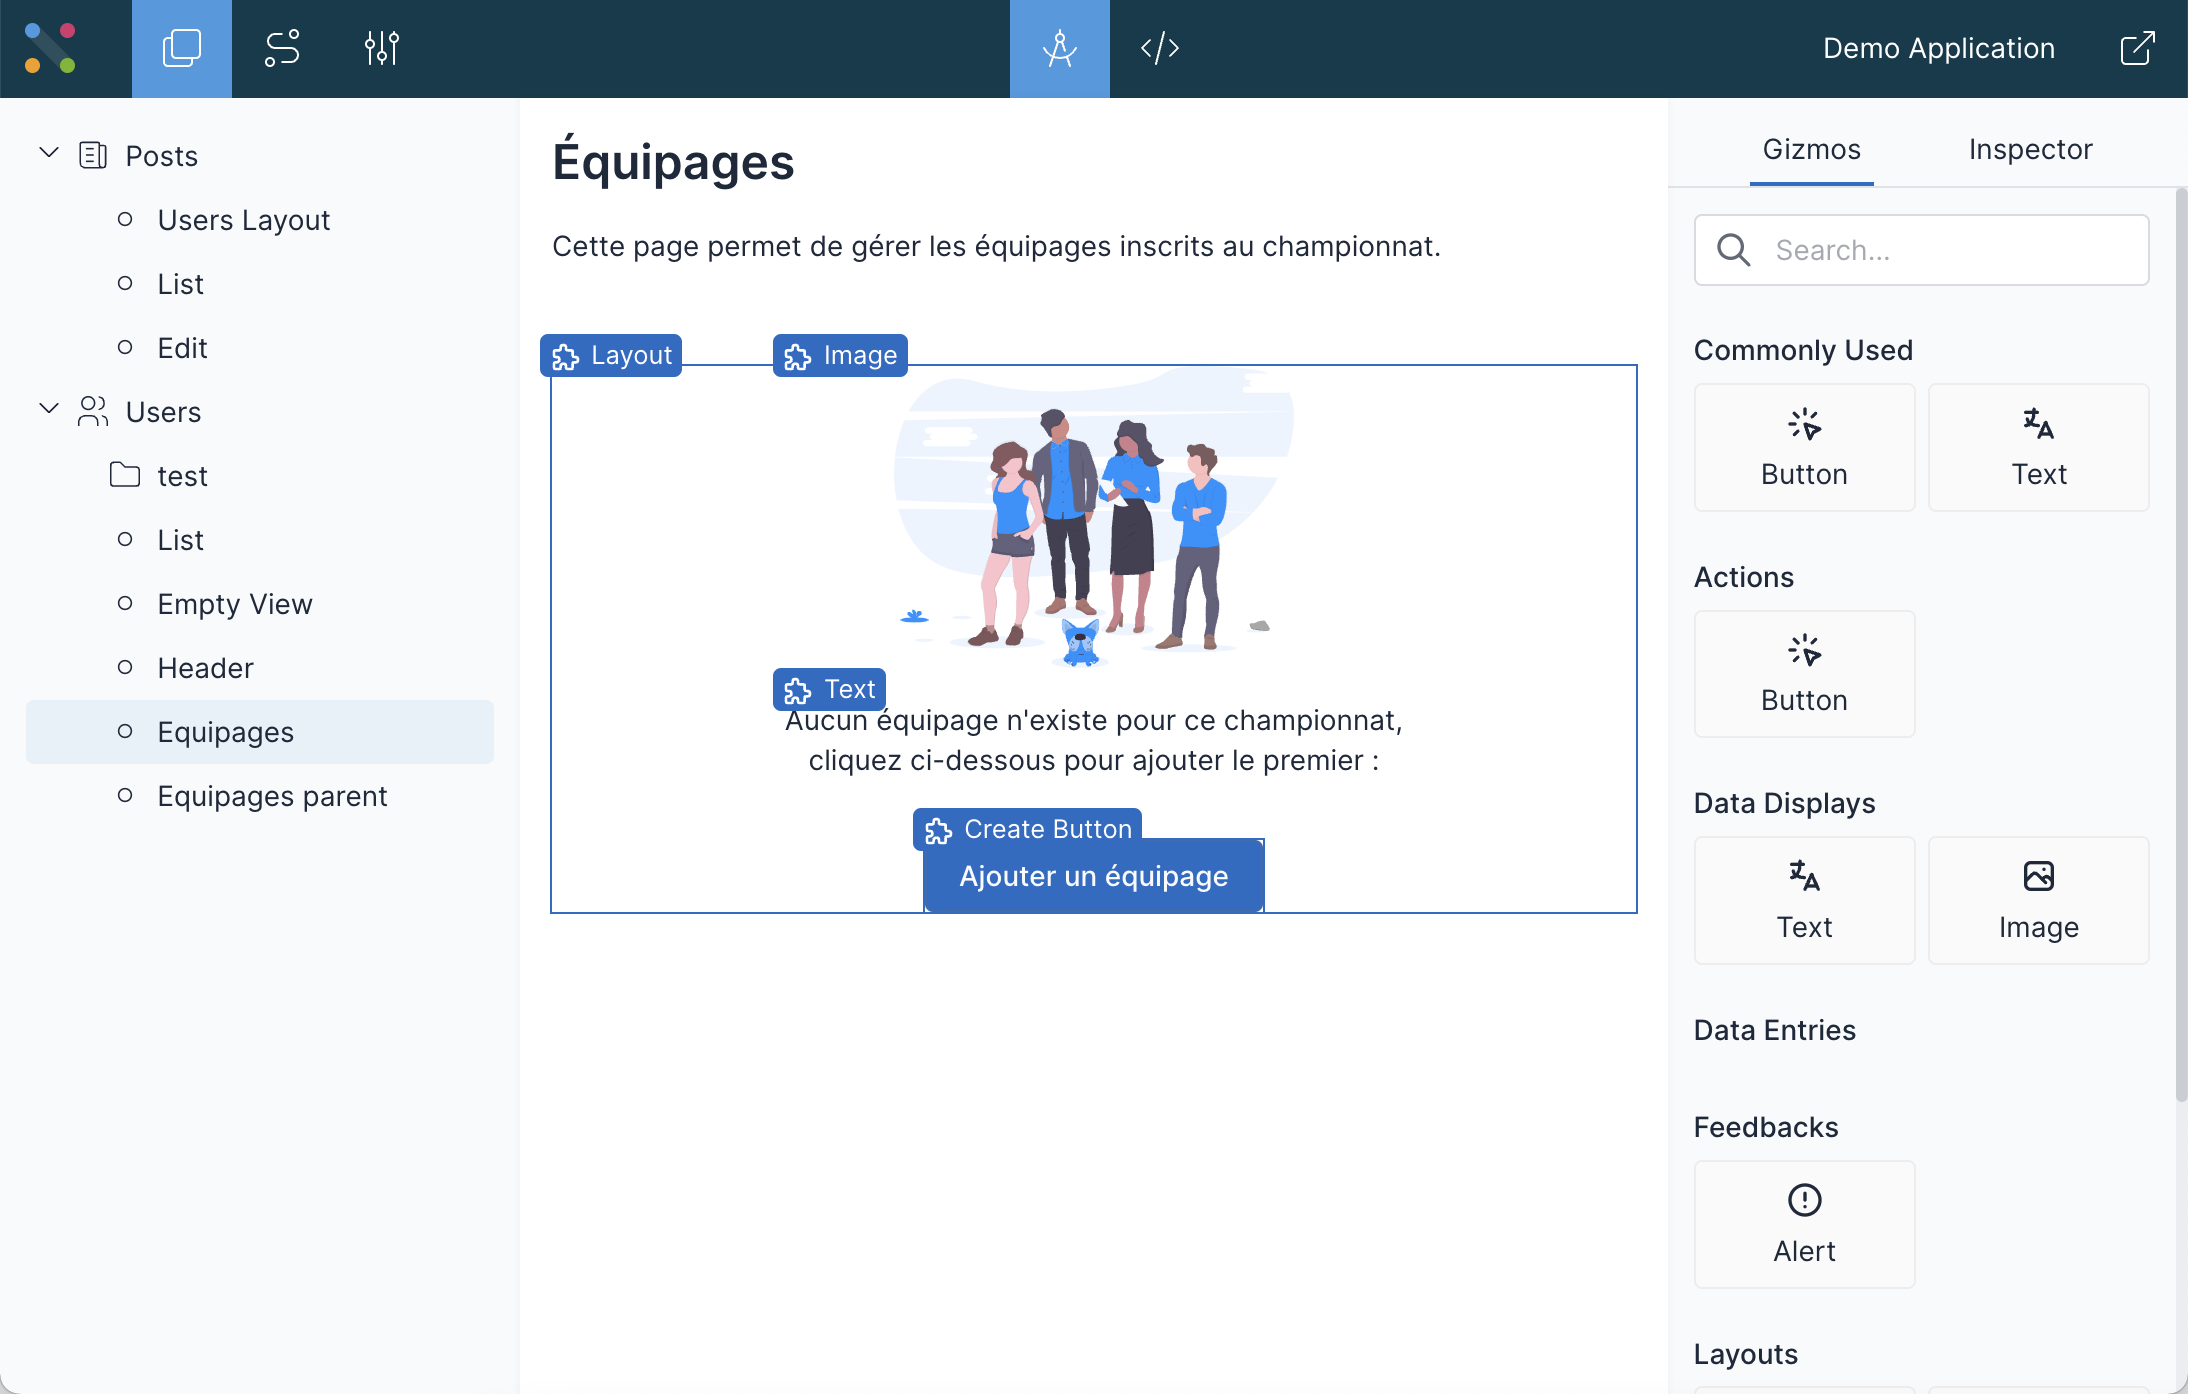 Demo Application
Posts
Users Layout
List
Edit
Users
test
List
Empty View
Header
Equipages
Equipages parent
Équipages
Cette page permet de gérer les équipages inscrits au championnat.
Layout
Image
Text
Aucun équipage n'existe pour ce championnat,
cliquez ci-dessous pour ajouter le premier :
Create Button
Ajouter un équipage
Gizmos
Inspector
Search...
Commonly Used
Button
Text
Actions
Button
Data Displays
Text
Image
Data Entries
Feedbacks
Alert
Layouts